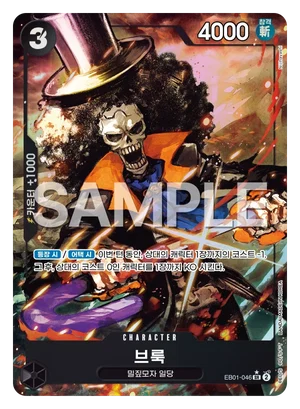 3
4000
타격
斬
카운터 +1000
SAMPLE
등장 시 / 어택 시 이번 턴 동안, 상대의 캐릭터 1장까지의 코스트 -1,
그 후, 상대의 코스트 0인 캐릭터를 1장까지 KO 시킨다.
CHARACTER
브룩
밀짚모자 일당
EB01-046 SR 2